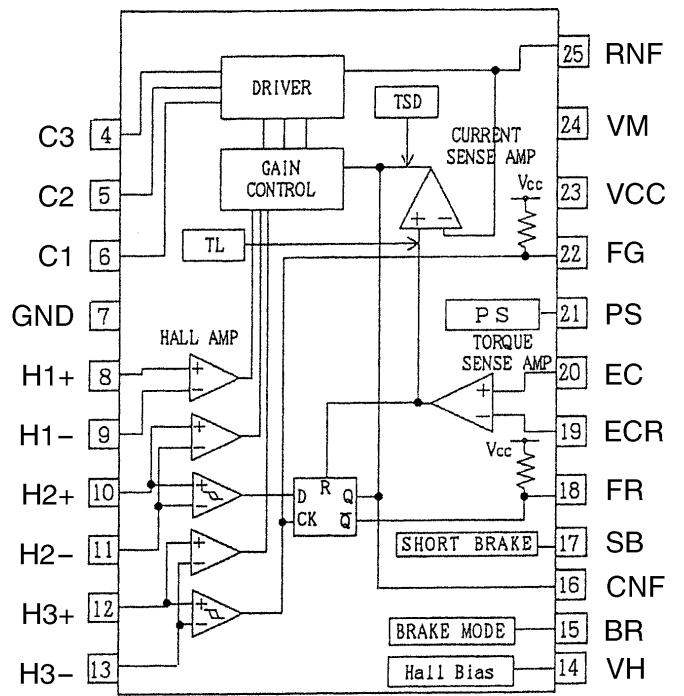 RNF
25
DRIVER
TSD
VM
24
C3
4
CURRENT
SENSE AMP
GAIN
CONTROL
Vcc
VCC
23
C2
5
+ −
TL
C1
6
FG
22
GND
7
PS
PS
21
HALL AMP
TORQUE
SENSE AMP
H1+
8
+
−
EC
20
+
−
H1-
9
ECR
19
+
−
Vcc
H2+
10
+
−
D
R
Q
FR
18
CK
Q̅
H2-
11
+
−
SHORT BRAKE
SB
17
CNF
16
H3+
12
+
−
BRAKE MODE
BR
15
H3-
13
Hall Bias
VH
14